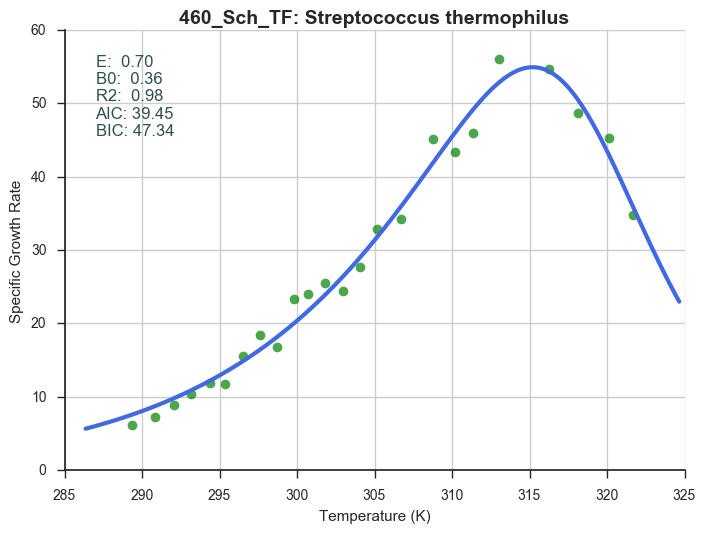 460_Sch_TF: Streptococcus thermophilus
60
50
40
30
20
10
0
E: 0.70
B0: 0.36
R2: 0.98
AIC: 39.45
BIC: 47.34
Specific Growth Rate
285 290 295 300 305 310 315 320 325
Temperature (K)